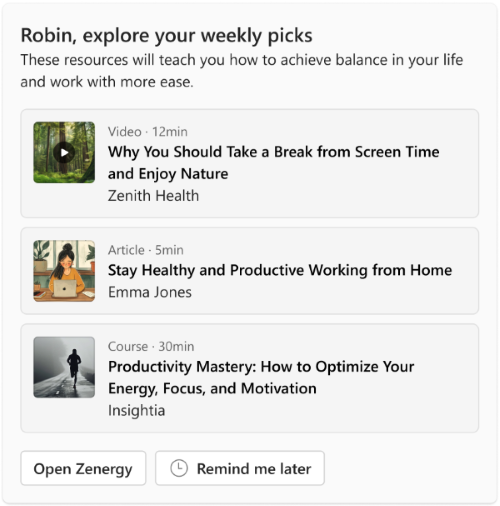 Robin, explore your weekly picks
These resources will teach you how to achieve balance in your life
and work with more ease.
Video · 12min
Why You Should Take a Break from Screen Time
and Enjoy Nature
Zenith Health
Article · 5min
Stay Healthy and Productive Working from Home
Emma Jones
Course · 30min
Productivity Mastery: How to Optimize Your
Energy, Focus, and Motivation
Insightia
Open Zenergy
Remind me later